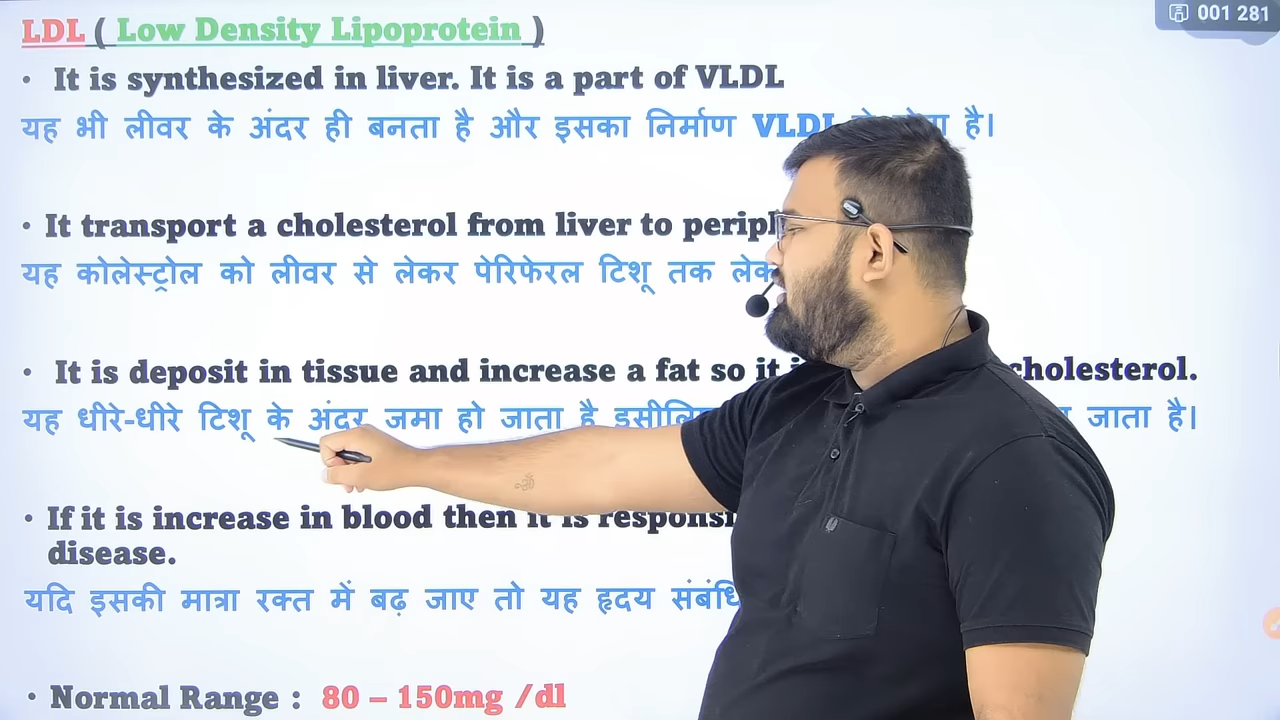 001 281
LDL ( Low Density Lipoprotein )
• It is synthesized in liver. It is a part of VLDL
यह भी लीवर के अंदर ही बनता है और इसका निर्माण VLDL है।
• It transport a cholesterol from liver to
यह कोलेस्ट्रोल को लीवर से लेकर पेरिफेरल टिशू तक
• It is deposit in tissue and increase a fat so it cholesterol.
यह धीरे-धीरे टिशू के अंदर जमा हो जाता है जाता है।
• If it is increase in blood then it is
disease.
यदि इसकी मात्रा रक्त में बढ़ जाए तो यह हृदय
• Normal Range : 80 – 150mg /dl